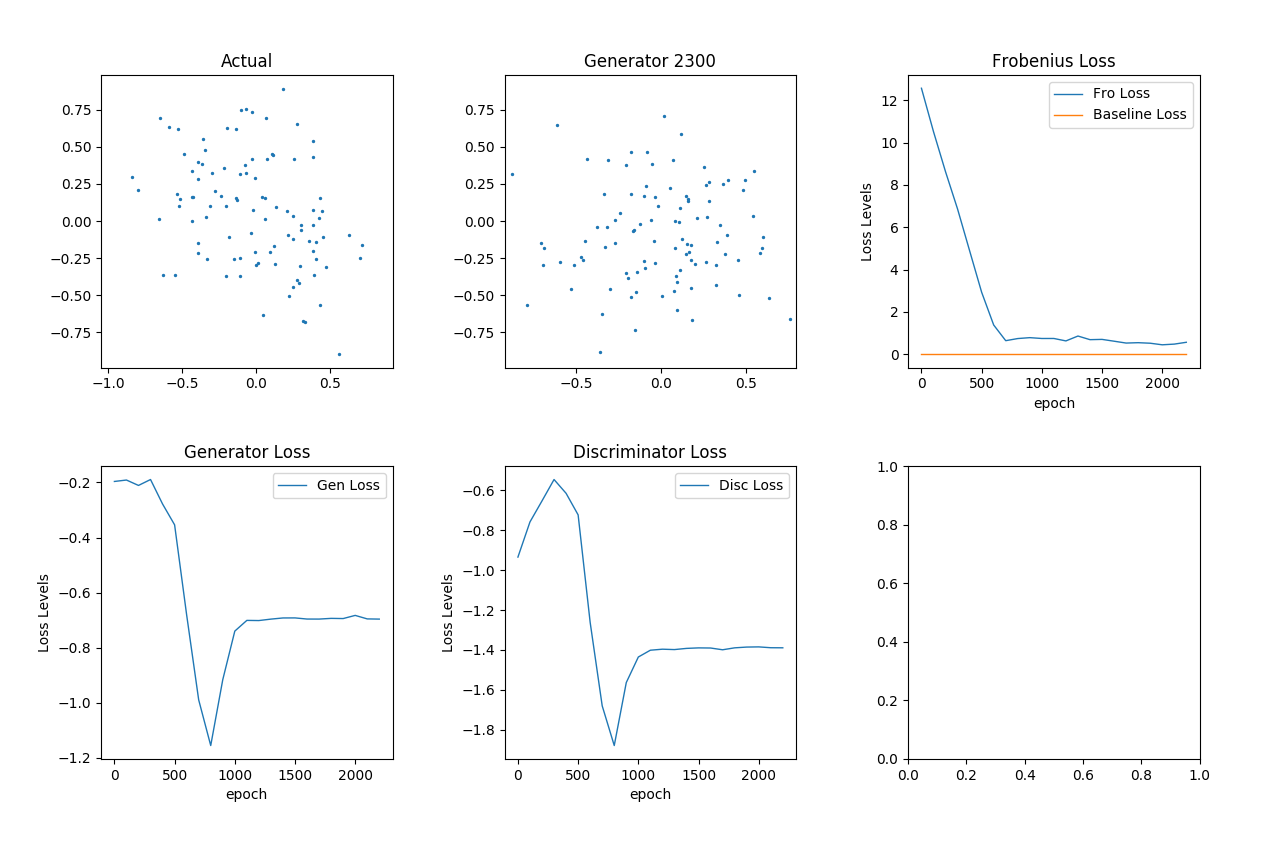 Actual
0.75
0.50
0.25
0.00
−0.25
−0.50
−0.75
−1.0 −0.5 0.0 0.5
Generator 2300
0.75
0.50
0.25
0.00
−0.25
−0.50
−0.75
−0.5 0.0 0.5
Frobenius Loss
Fro Loss
Baseline Loss
Loss Levels
12
10
8
6
4
2
0
0 500 1000 1500 2000
epoch
Generator Loss
Gen Loss
Loss Levels
−0.2
−0.4
−0.6
−0.8
−1.0
−1.2
0 500 1000 1500 2000
epoch
Discriminator Loss
Disc Loss
Loss Levels
−0.6
−0.8
−1.0
−1.2
−1.4
−1.6
−1.8
0 500 1000 1500 2000
epoch
1.0
0.8
0.6
0.4
0.2
0.0
0.0 0.2 0.4 0.6 0.8 1.0